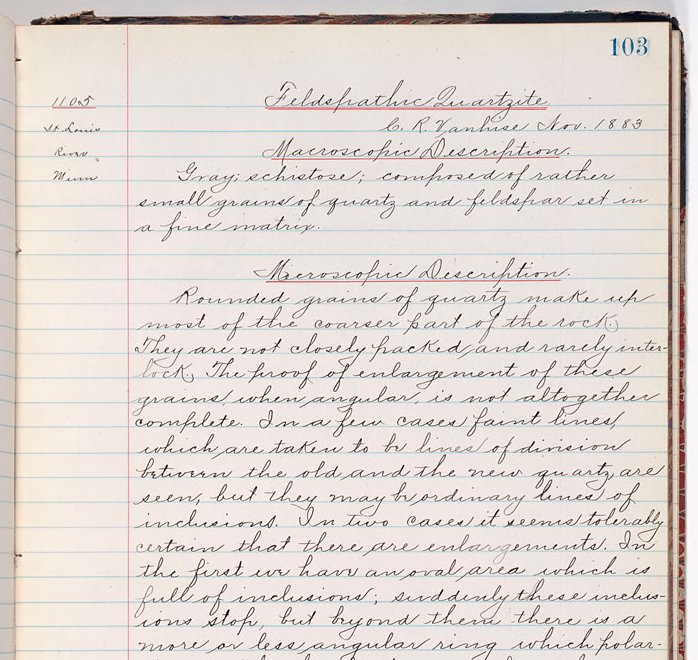 103
1105
St. Louis
River
Minn
Feldspathic Quartzite
C. R. Vanhise Nov. 1883
Macroscopic Description.
Gray; schistose; composed of rather
small grains of quartz and feldspar set in
a fine matrix.
Microscopic Description.
Rounded grains of quartz make up
most of the coarser part of the rock.
They are not closely packed, and rarely inter-
lock. The proof of enlargement of these
grains, when angular, is not altogether
complete. In a few cases faint lines,
which are taken to be lines of division
between the old and the new quartz, are
seen, but they may be ordinary lines of
inclusions. In two cases it seems tolerably
certain that there are enlargements. In
the first we have an oval area which is
full of inclusions; suddenly these inclus-
ions stop, but beyond them there is a
more or less angular ring which polar-